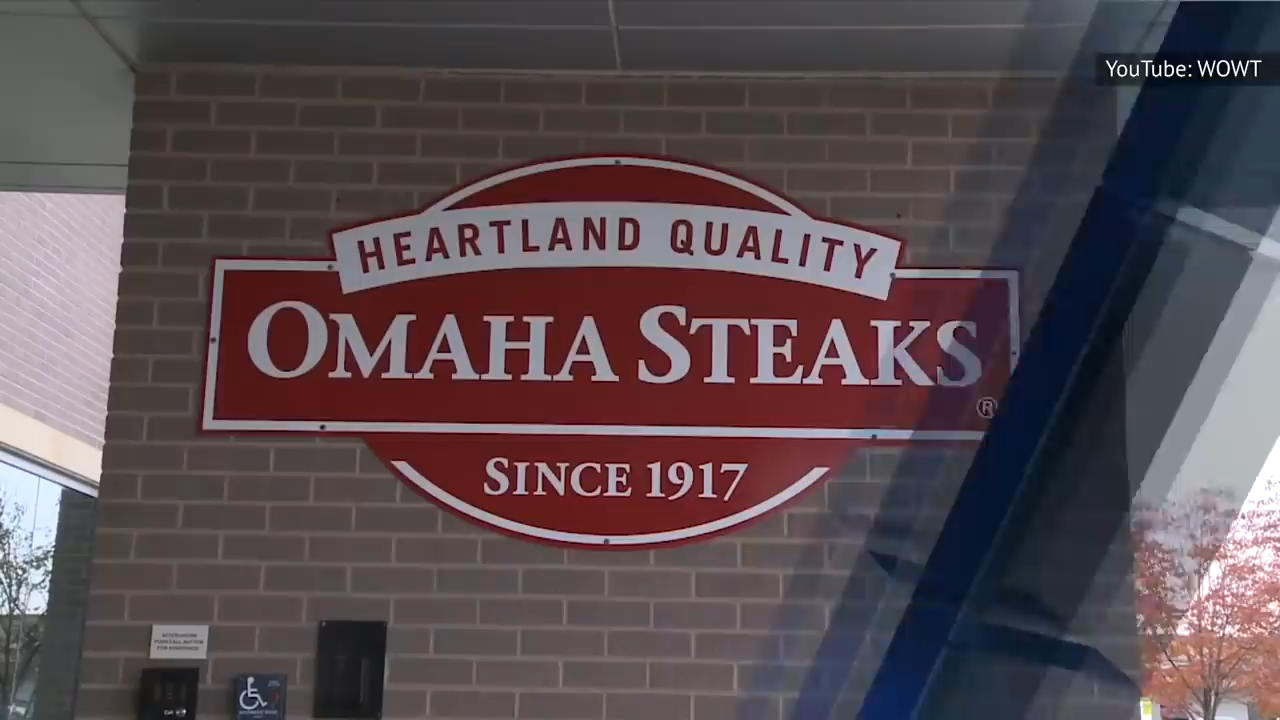 YouTube: WOWT
HEARTLAND QUALITY
OMAHA STEAKS
®
SINCE 1917